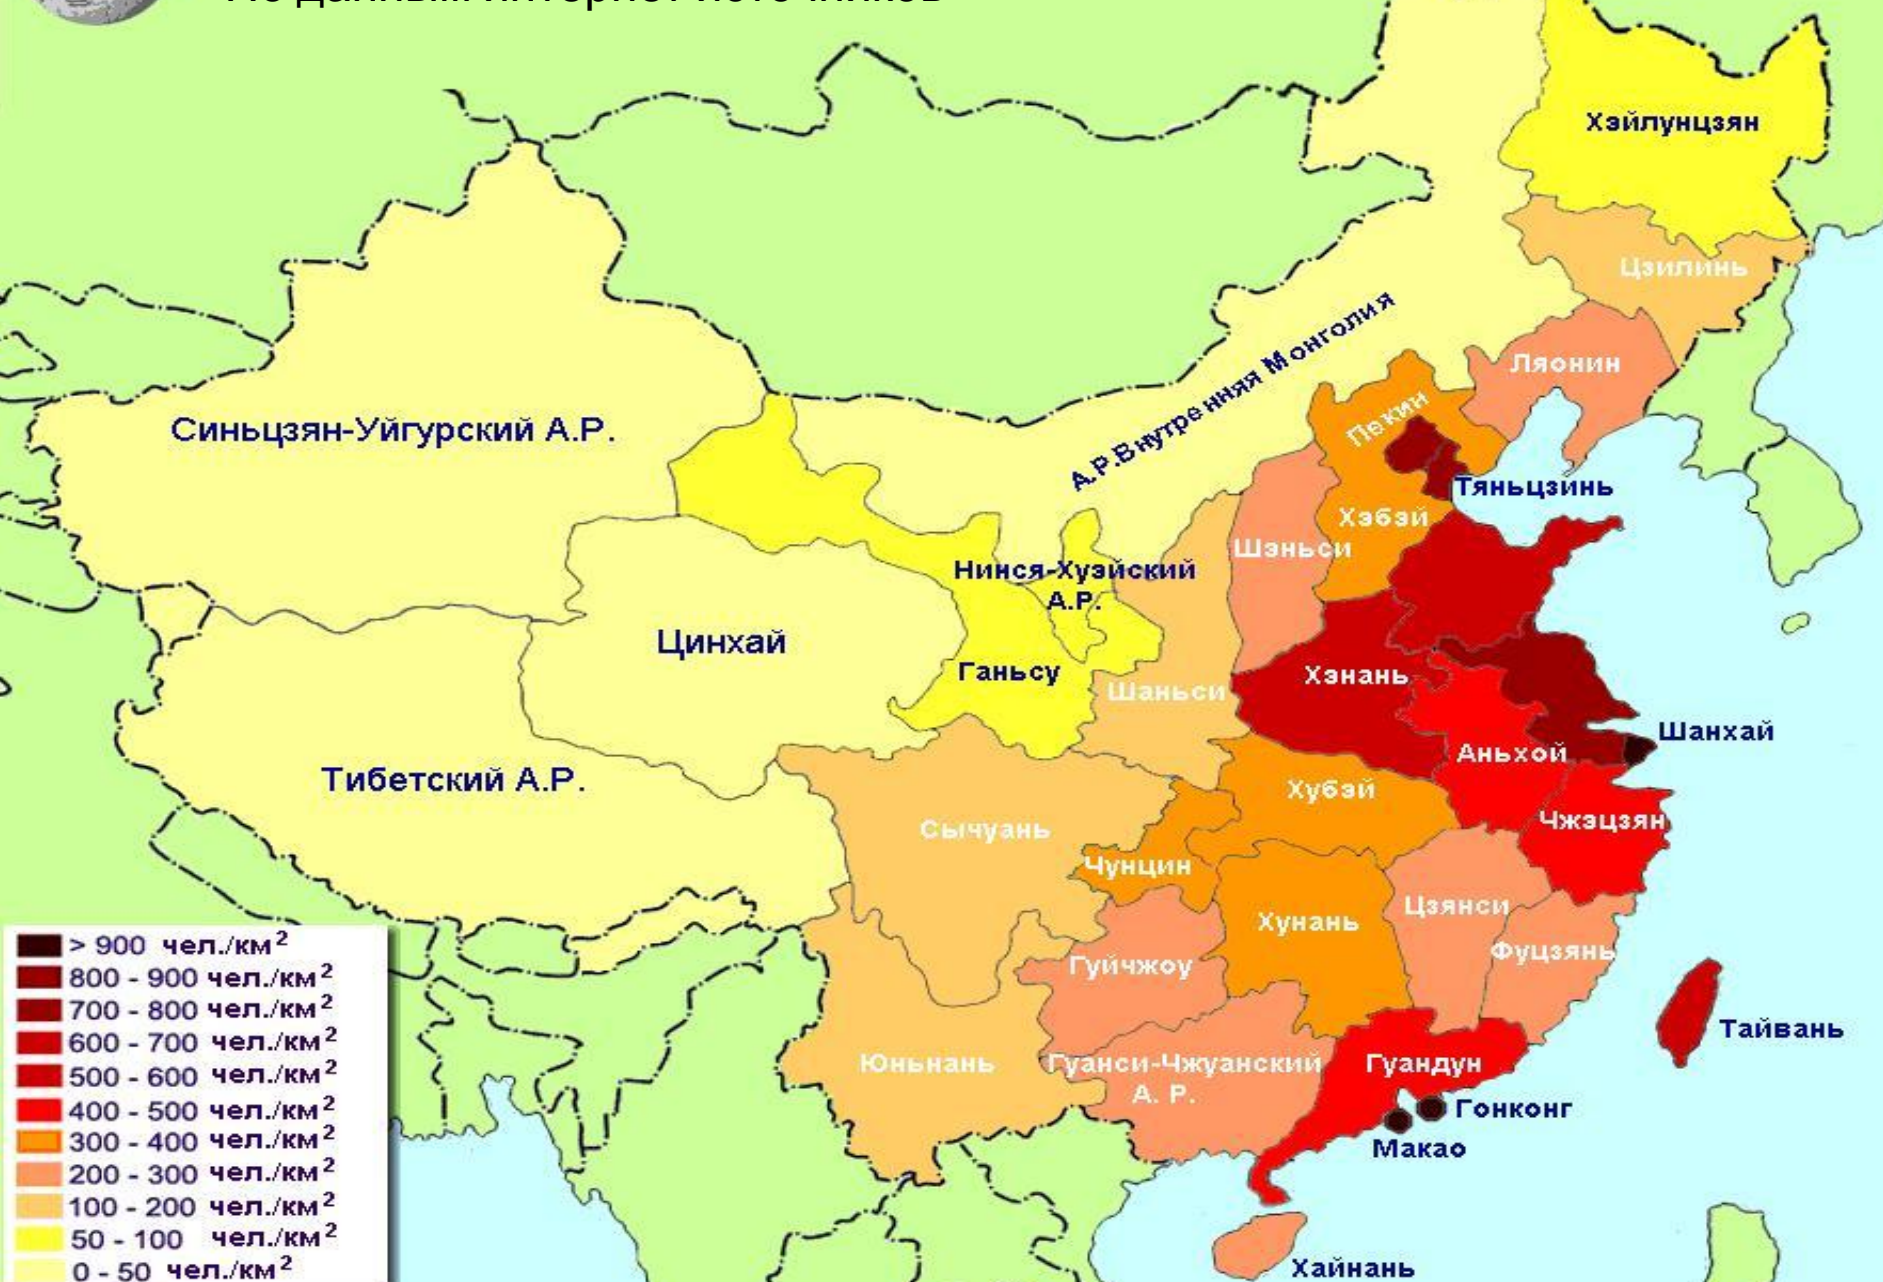 По данным интернет источников
Хэйлунцзян
Цзилинь
Ляонин
А.Р.Внутренняя Монголия
Пекин
Синьцзян-Уйгурский А.Р.
Тяньцзинь
Хэбэй
Шэньси
Нинся-Хуэйский
А.Р.
Цинхай
Ганьсу
Шаньси
Хэнань
Шанхай
Аньхой
Тибетский А.Р.
Хубэй
Чжэцзян
Сычуань
Чунцин
Цзянси
Хунань
Фуцзянь
Гуйчжоу
Тайвань
Юньнань
Гуанси-Чжуанский
А. Р.
Гуандун
Гонконг
Макао
Хайнань
> 900 чел./км²
800 - 900 чел./км²
700 - 800 чел./км²
600 - 700 чел./км²
500 - 600 чел./км²
400 - 500 чел./км²
300 - 400 чел./км²
200 - 300 чел./км²
100 - 200 чел./км²
50 - 100 чел./км²
0 - 50 чел./км²